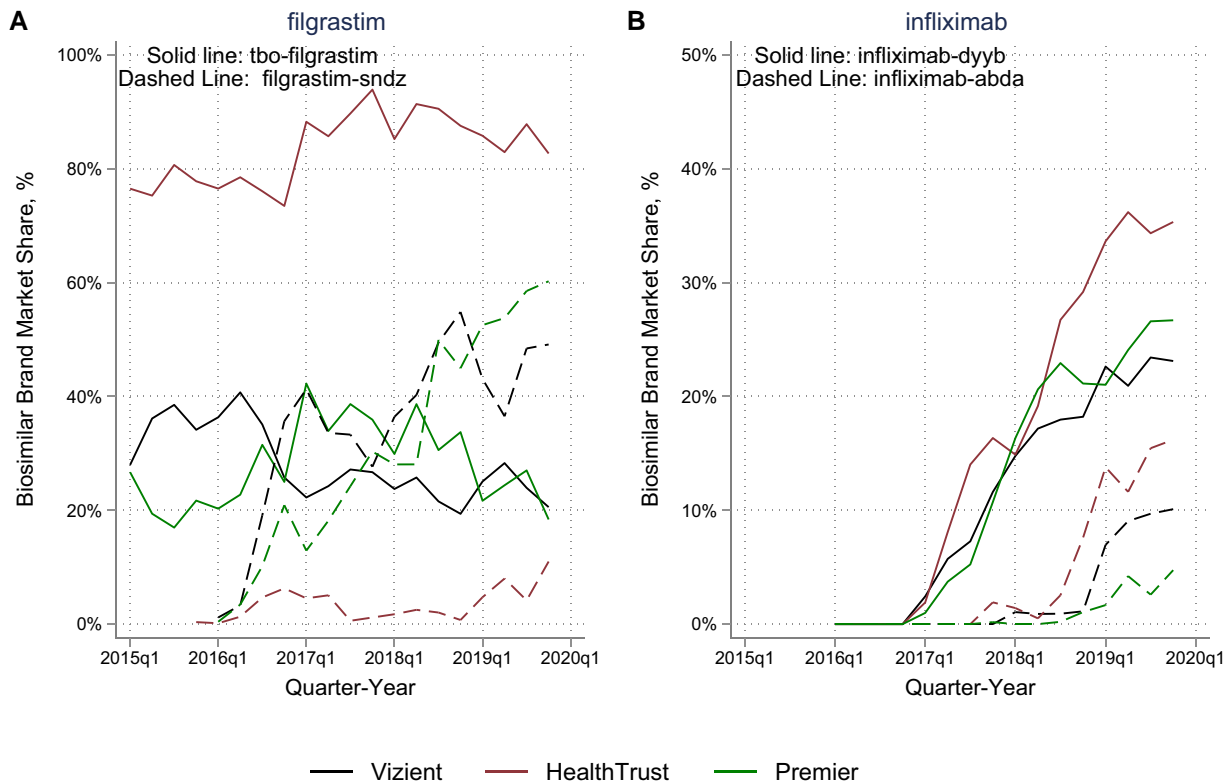 A
filgrastim
Solid line: tbo-filgrastim
Dashed Line: filgrastim-sndz
Biosimilar Brand Market Share, %
100%
80%
60%
40%
20%
0%
2015q1 2016q1 2017q1 2018q1 2019q1 2020q1
Quarter-Year
B
infliximab
Solid line: infliximab-dyyb
Dashed Line: infliximab-abda
Biosimilar Brand Market Share, %
50%
40%
30%
20%
10%
0%
2015q1 2016q1 2017q1 2018q1 2019q1 2020q1
Quarter-Year
Vizient HealthTrust Premier